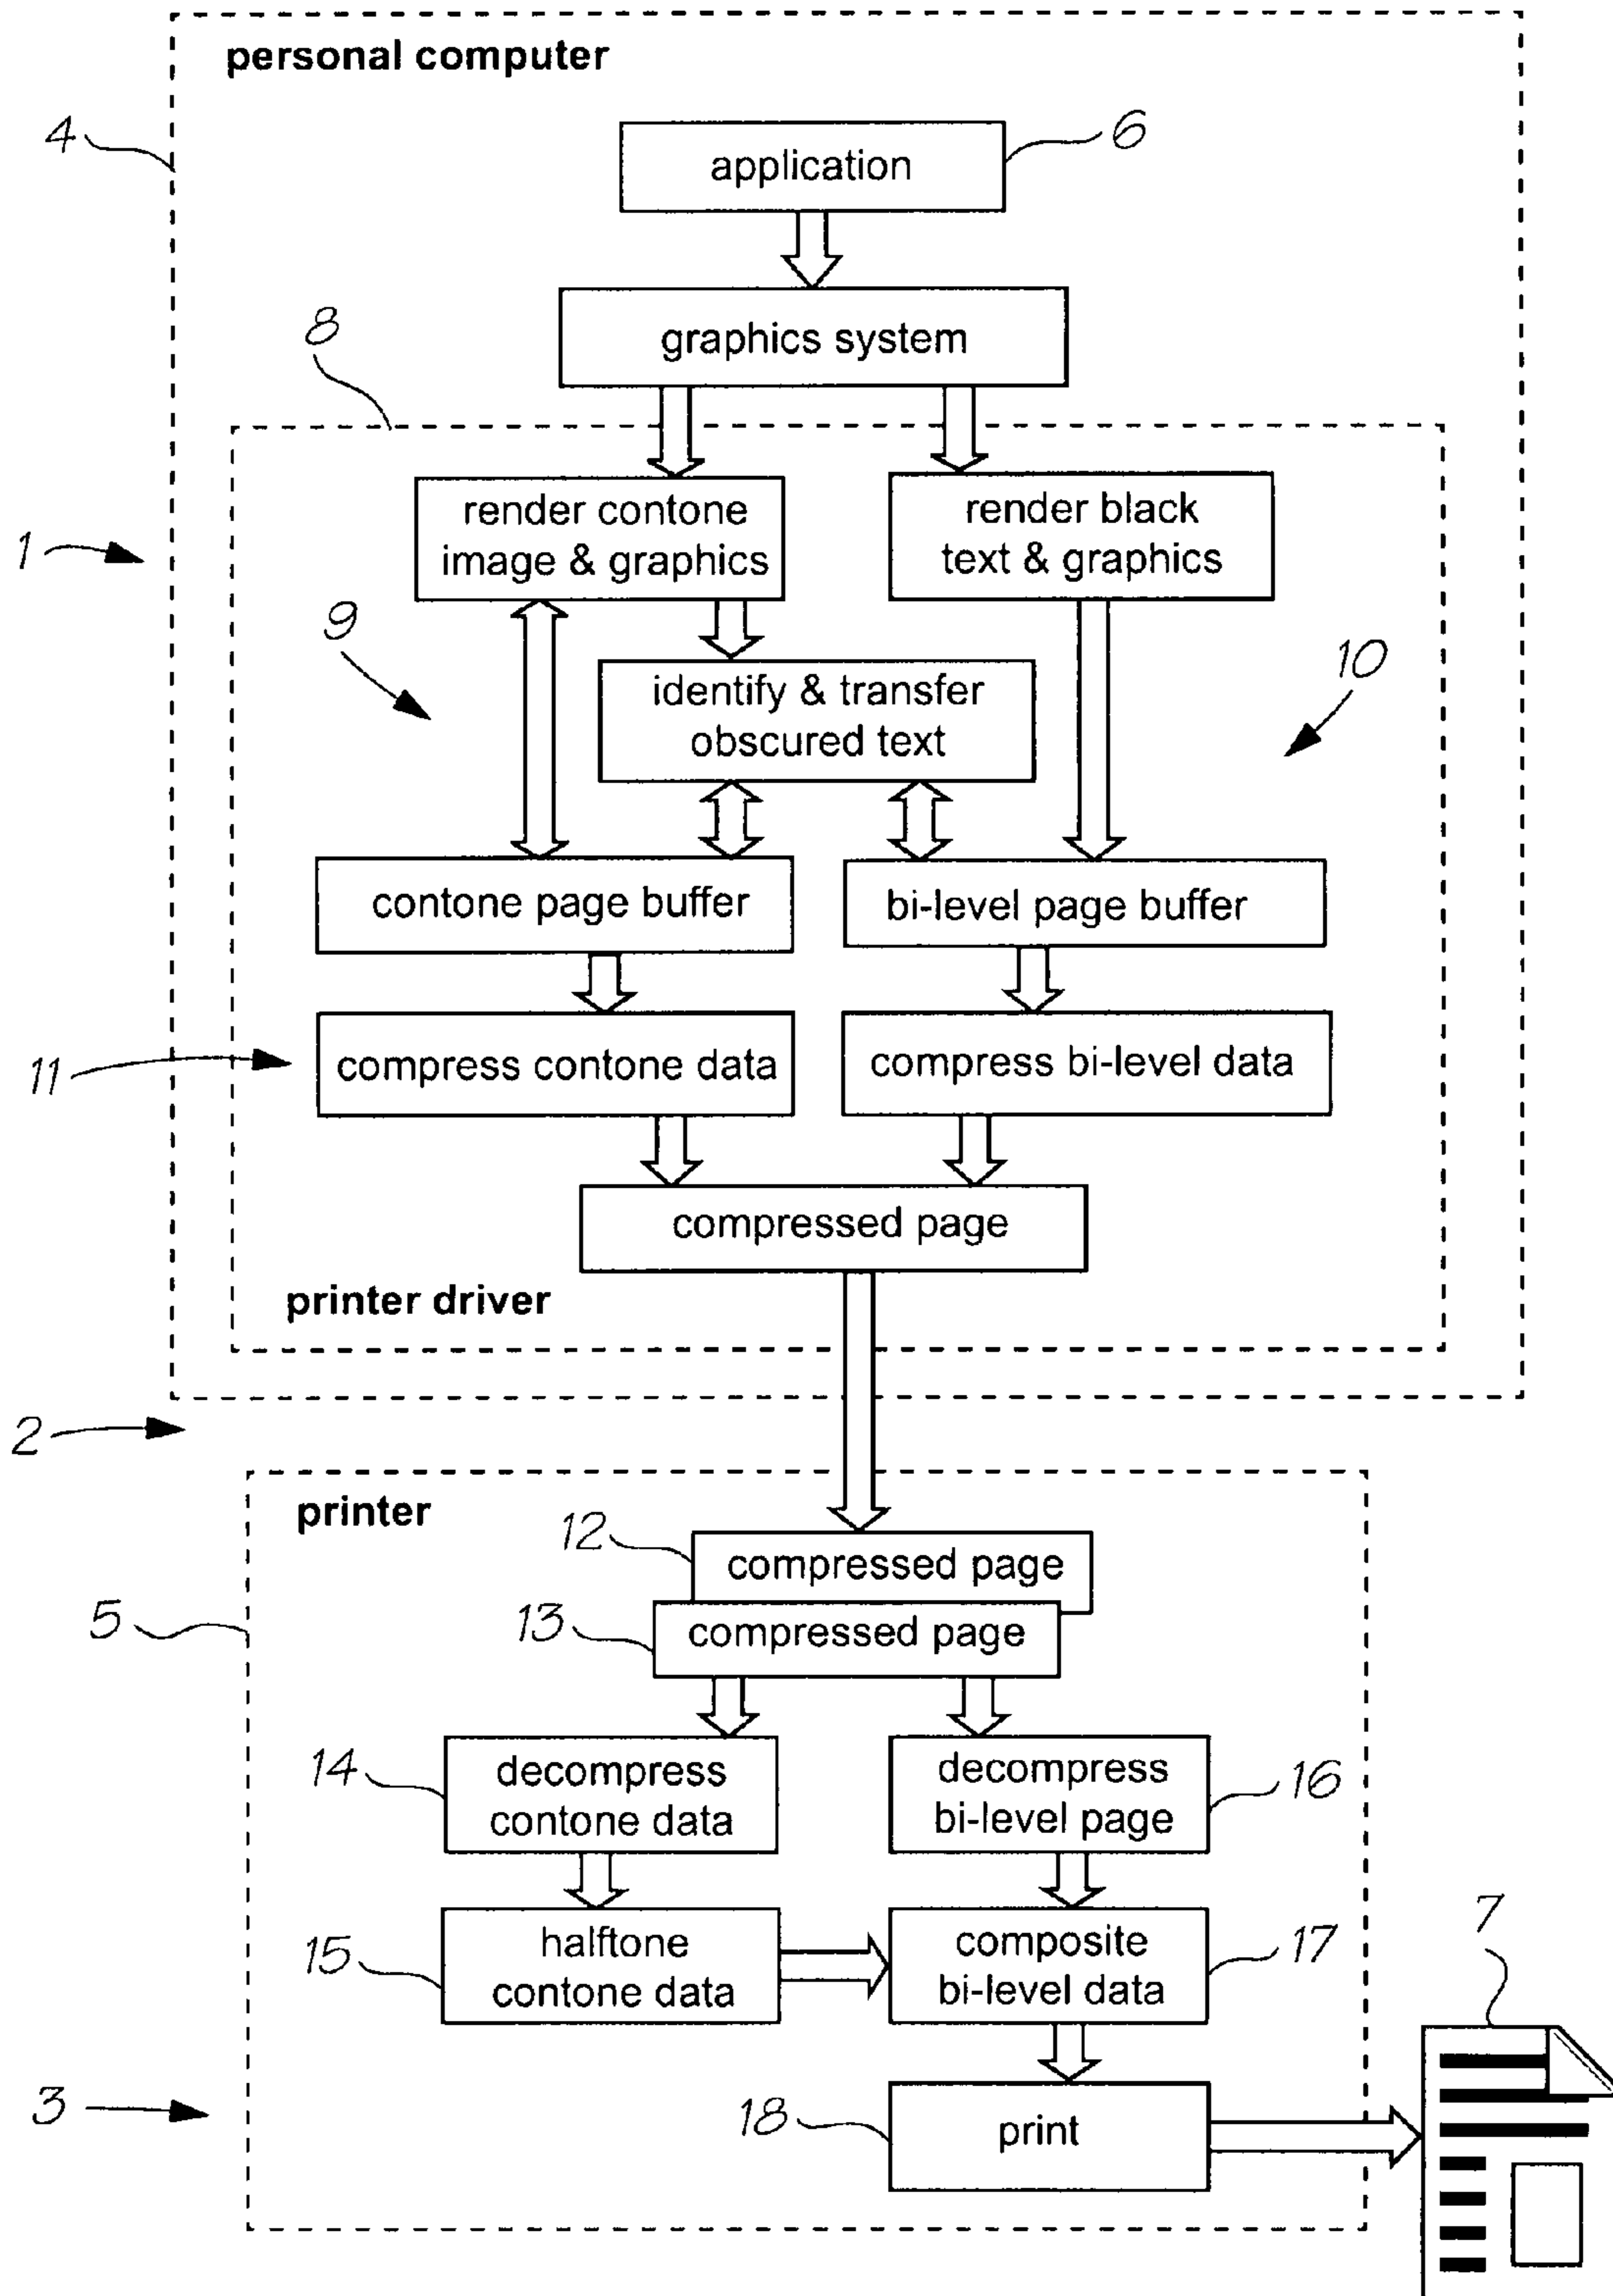 personal computer
4
application
6
graphics system
8
render contone
image & graphics
render black
text & graphics
1
9
identify & transfer
obscured text
10
contone page buffer
bi-level page buffer
11
compress contone data
compress bi-level data
compressed page
printer driver
2
printer
12
compressed page
5
13
compressed page
14
decompress
contone data
decompress
bi-level page
16
15
halftone
contone data
composite
bi-level data
17
7
3
18
print